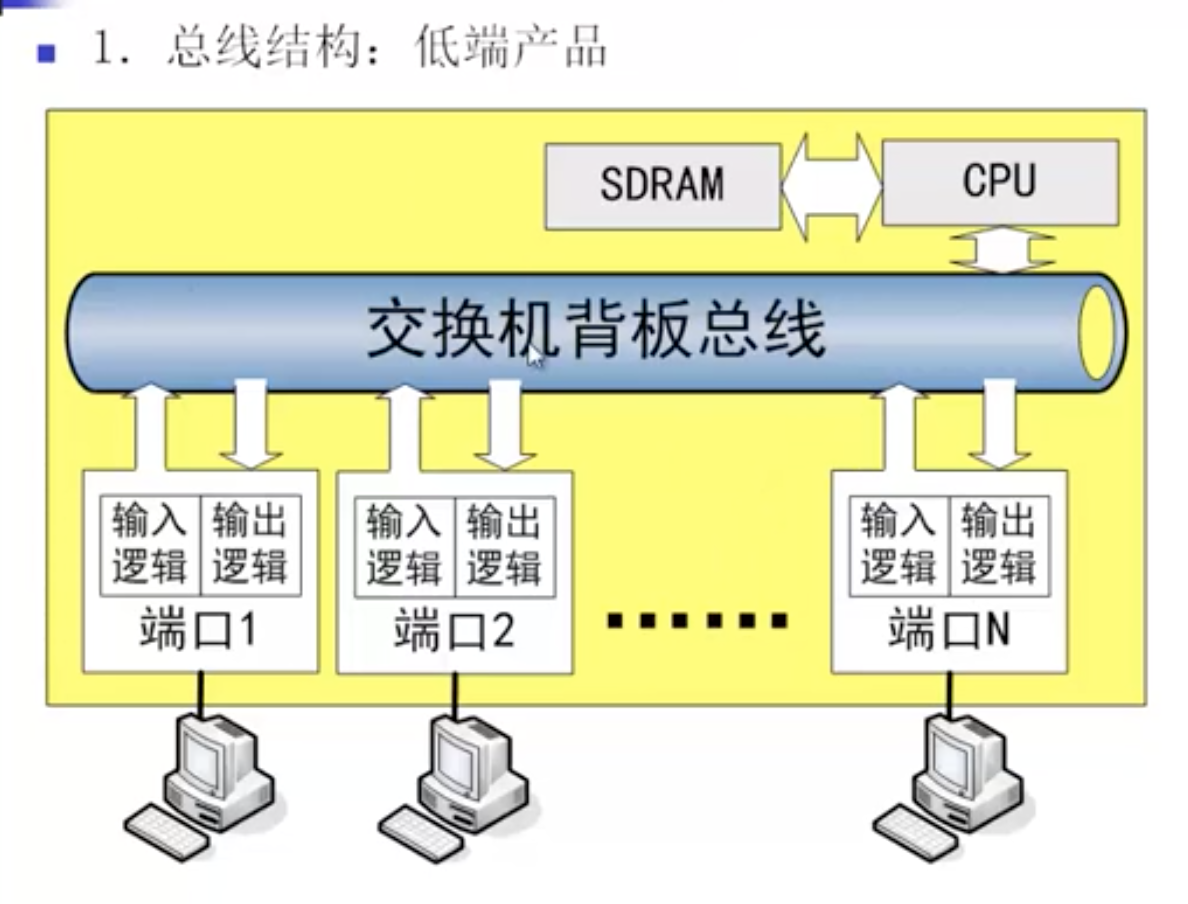 1. 总线结构：低端产品
SDRAM
CPU
交换机背板总线
输入逻辑
输出逻辑
端口1
输入逻辑
输出逻辑
端口2
......
输入逻辑
输出逻辑
端口N